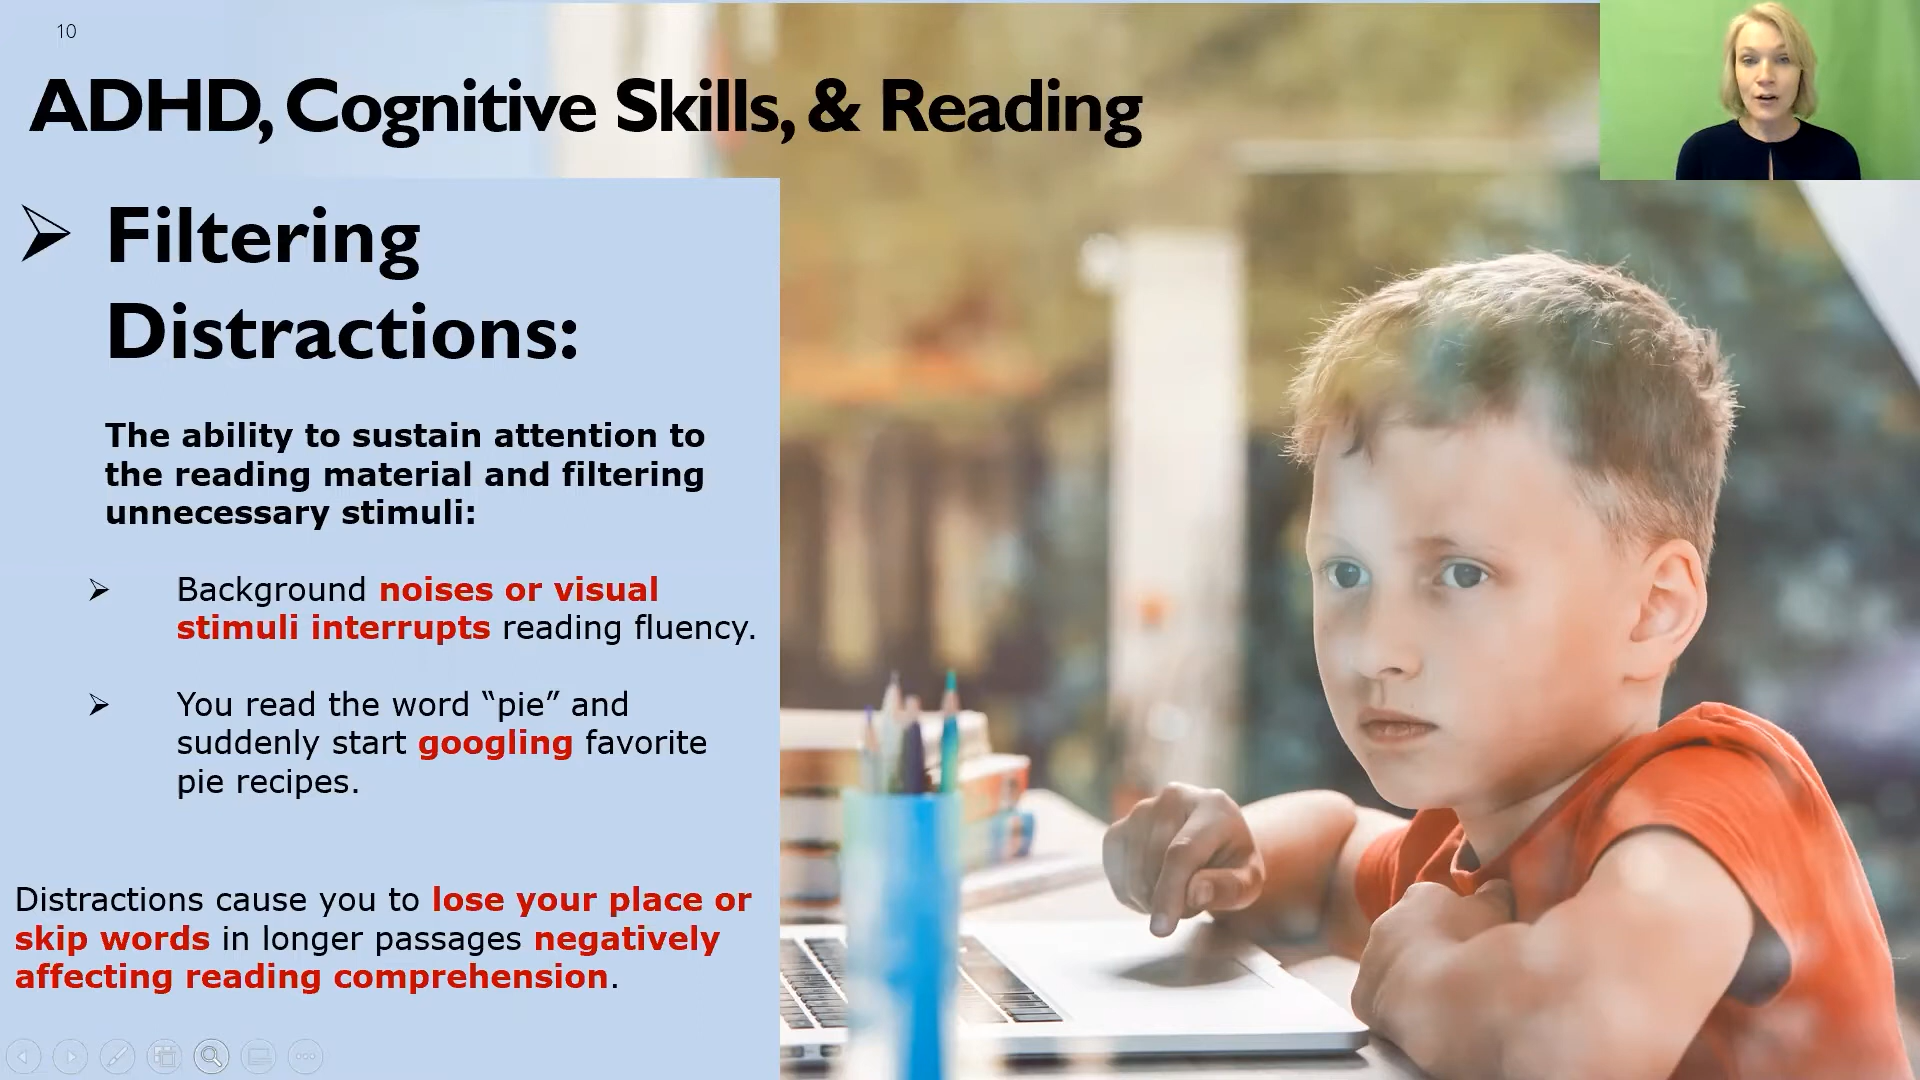 10
ADHD, Cognitive Skills, & Reading
Filtering
Distractions:
The ability to sustain attention to
the reading material and filtering
unnecessary stimuli:
Background noises or visual
stimuli interrupts reading fluency.
You read the word “pie” and
suddenly start googling favorite
pie recipes.
Distractions cause you to lose your place or
skip words in longer passages negatively
affecting reading comprehension.